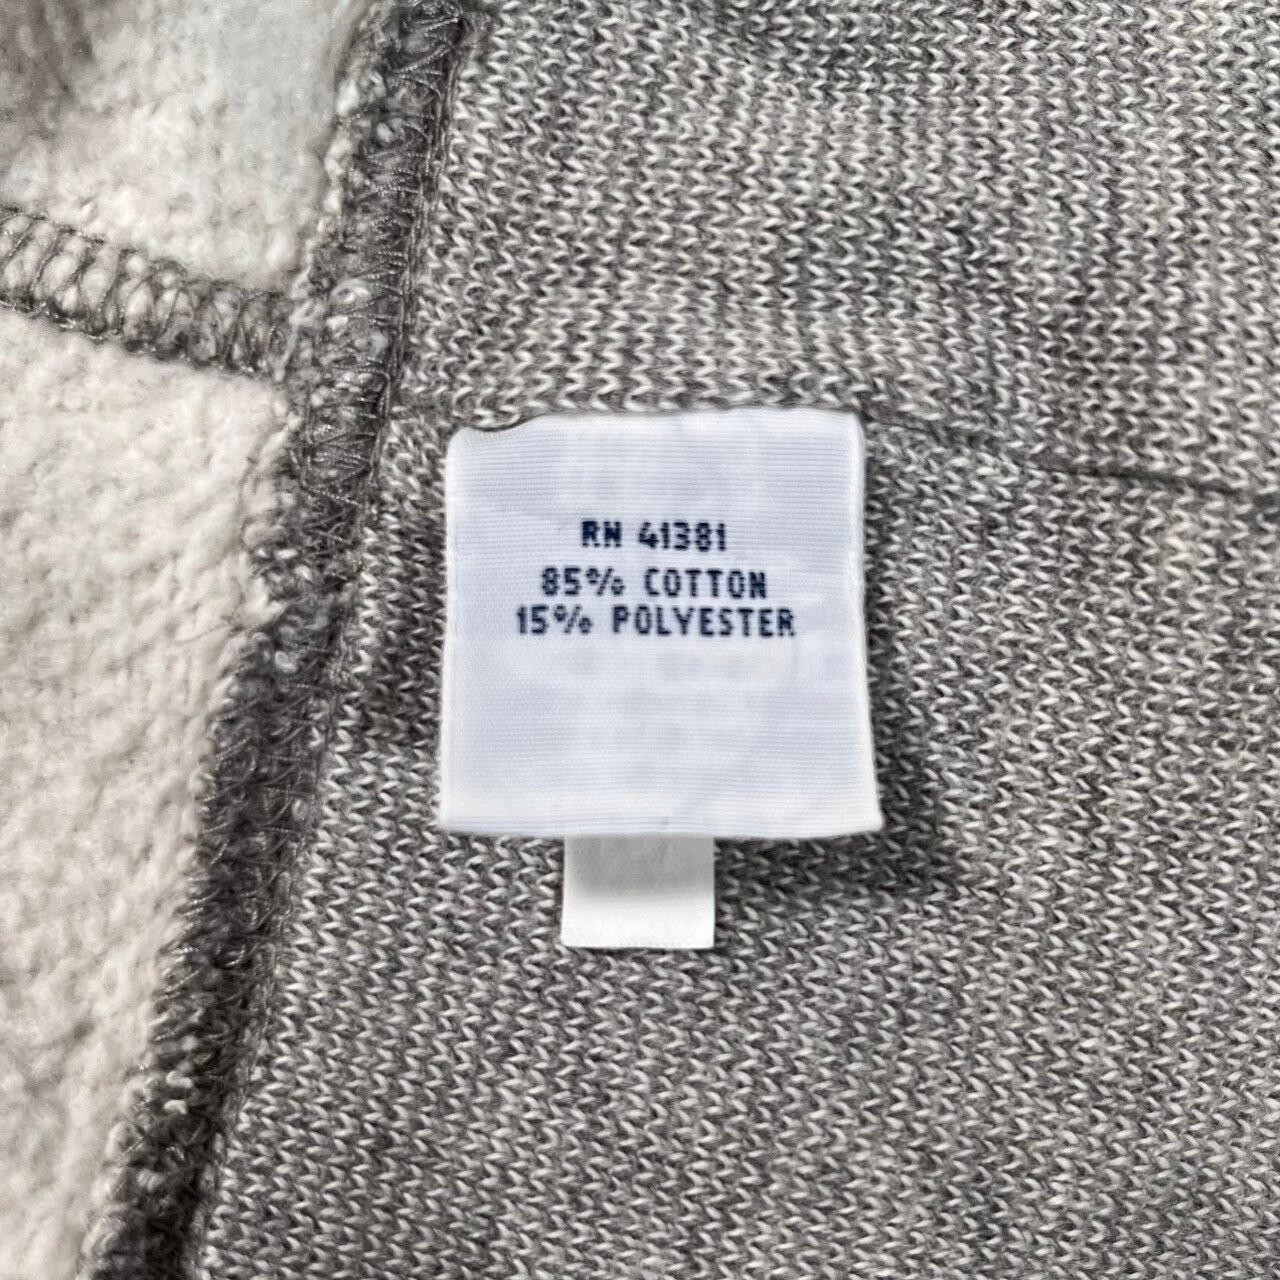 RN 41381
85% COTTON
15% POLYESTER